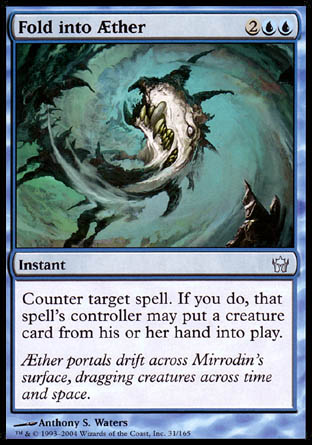 Fold into Æther 2
Instant
Counter target spell. If you do, that
spell's controller may put a creature
card from his or her hand into play.
Æther portals drift across Mirrodin's
surface, dragging creatures across time
and space.
Anthony S. Waters
™ & © 1993-2004 Wizards of the Coast, Inc. 31/165